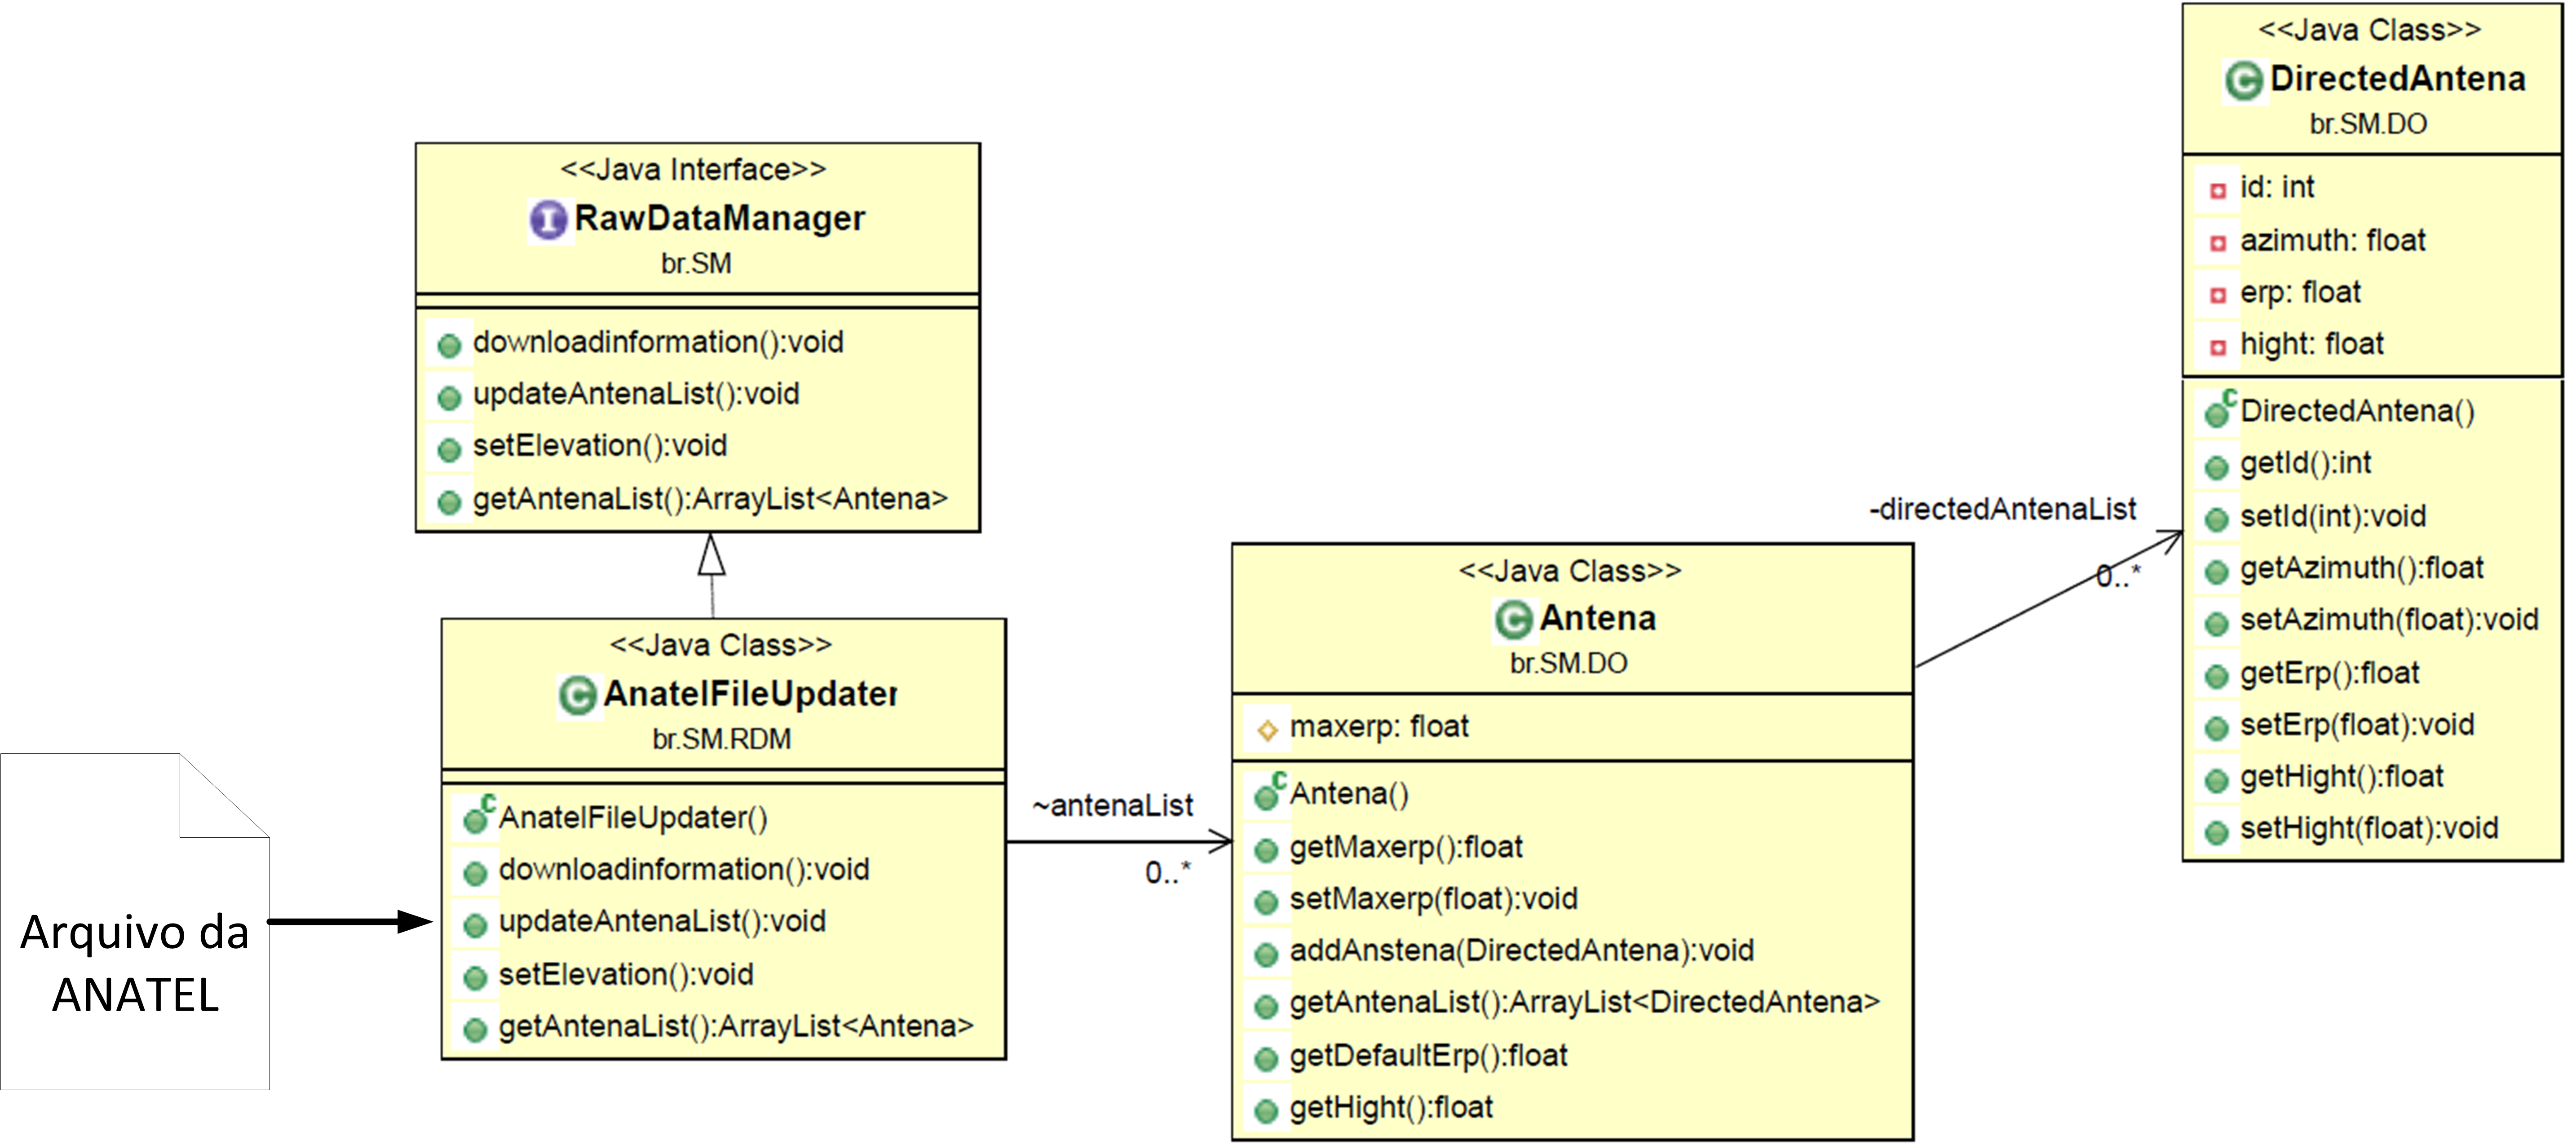 <<Java Interface>>
RawDataManager
br.SM
downloadinformation():void
updateAntenaList():void
setElevation():void
getAntenaList():ArrayList<Antena>
<<Java Class>>
AnatelFileUpdater
br.SM.RDM
AnatelFileUpdater()
downloadinformation():void
updateAntenaList():void
setElevation():void
getAntenaList():ArrayList<Antena>
Arquivo da
ANATEL
~antenaList
0..*
<<Java Class>>
Antena
br.SM.DO
maxerp: float
Antena()
getMaxerp():float
setMaxerp(float):void
addAnstena(DirectedAntena):void
getAntenaList():ArrayList<DirectedAntena>
getDefaultErp():float
getHight():float
-directedAntenaList
0..*
<<Java Class>>
DirectedAntena
br.SM.DO
id: int
azimuth: float
erp: float
hight: float
DirectedAntena()
getId():int
setId(int):void
getAzimuth():float
setAzimuth(float):void
getErp():float
setErp(float):void
getHight():float
setHight(float):void